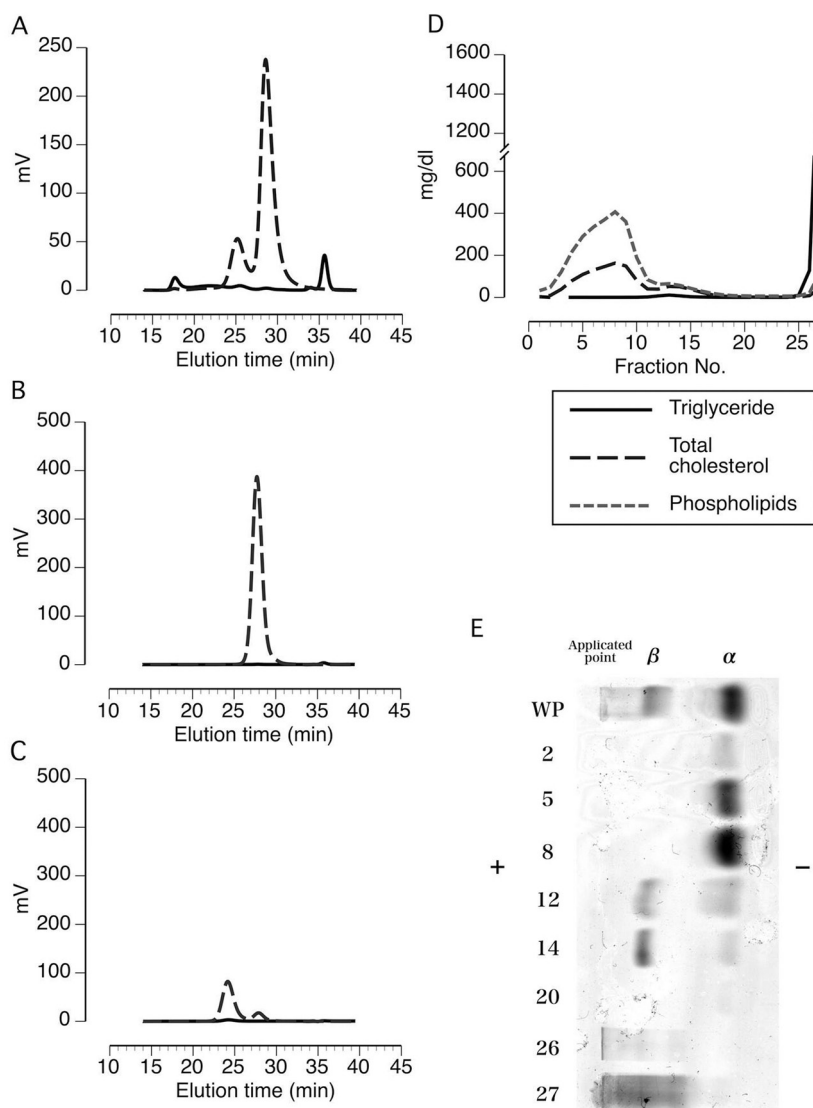 A
250
200
150
100
50
0
mV
10 15 20 25 30 35 40 45
Elution time (min)
B
500
400
300
200
100
0
mV
10 15 20 25 30 35 40 45
Elution time (min)
C
500
400
300
200
100
0
mV
10 15 20 25 30 35 40 45
Elution time (min)
D
1600
1400
1200
600
400
200
0
mg/dl
0 5 10 15 20 25
Fraction No.
Triglyceride
Total
cholesterol
Phospholipids
E
Applicated
point
β α
WP
2
5
8
+ −
12
14
20
26
27